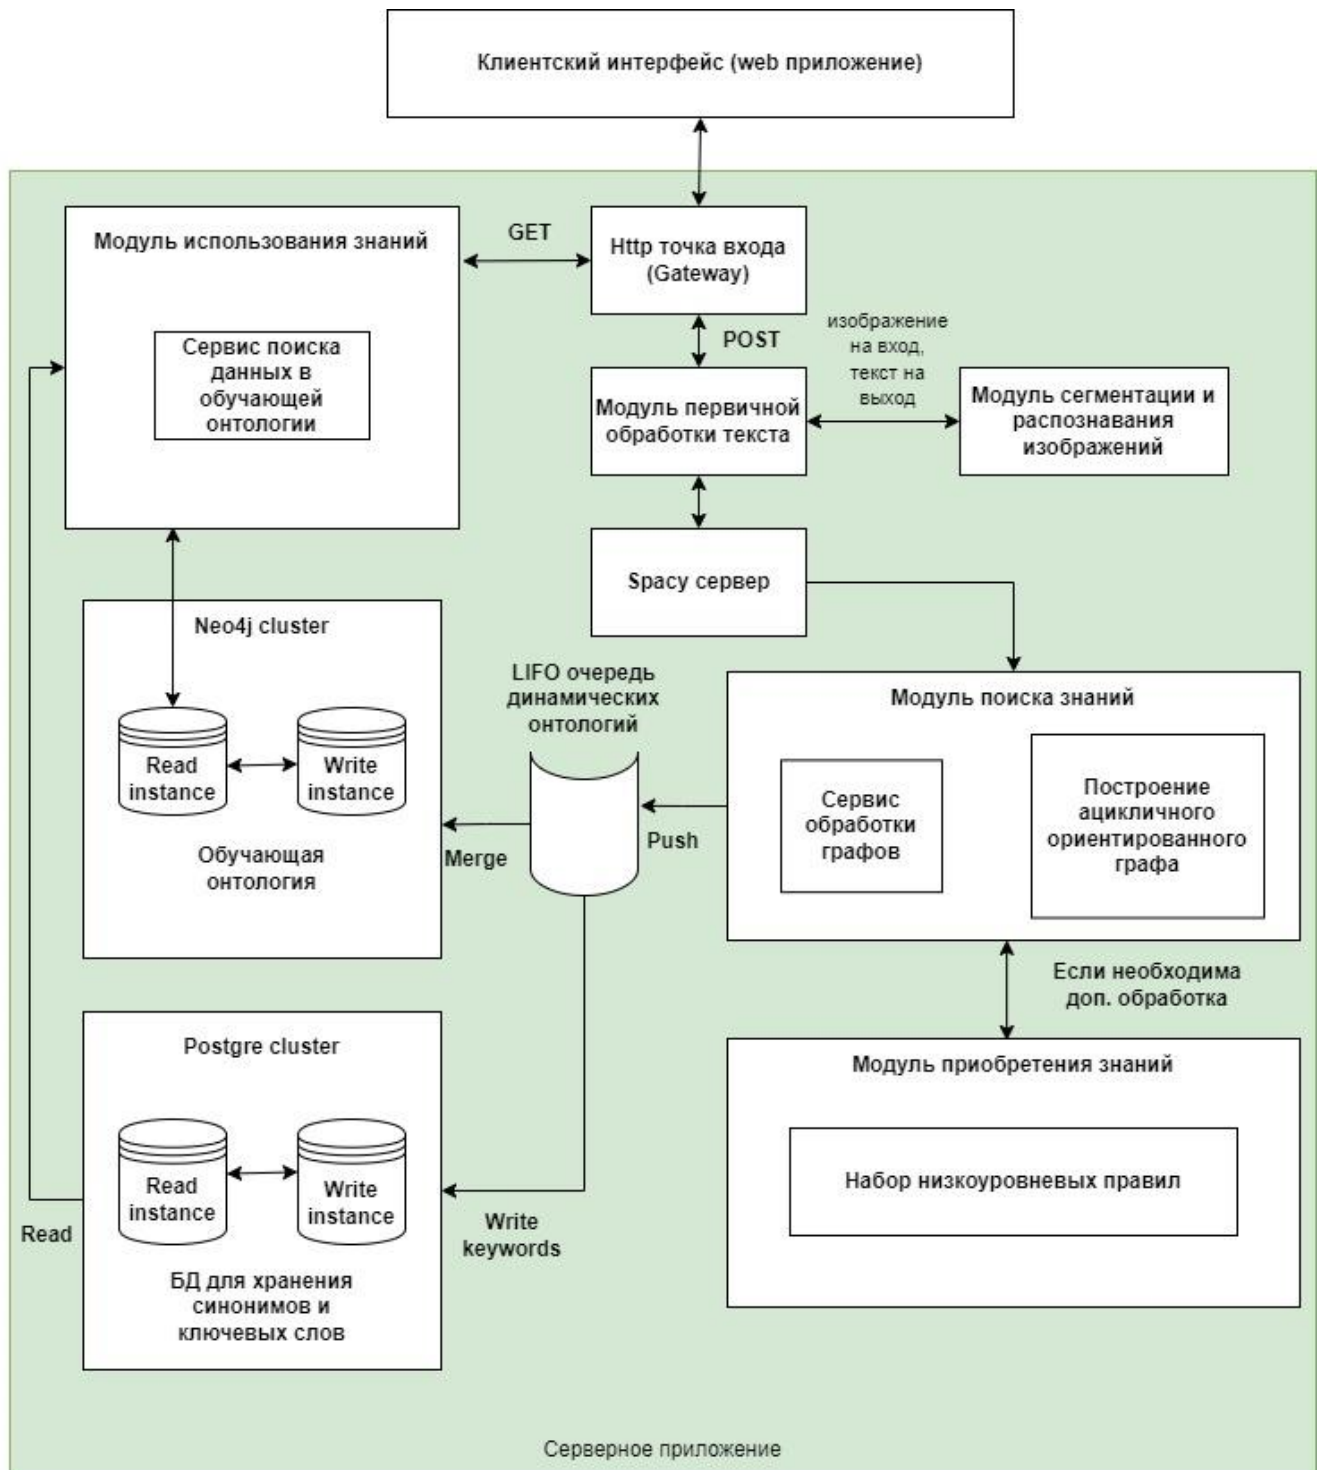 Клиентский интерфейс (web приложение)
Модуль использования знаний
GET
Http точка входа
(Gateway)
POST
изображение
на вход,
текст на
выход
Сервис поиска
данных в
обучающей
онтологии
Модуль первичной
обработки текста
Модуль сегментации и
распознавания
изображений
Spacy сервер
Neo4j cluster
Read
instance
Write
instance
Обучающая
онтология
LIFO очередь
динамических
онтологий
Merge
Push
Модуль поиска знаний
Сервис
обработки
графов
Построение
ацикличного
ориентированного
графа
Если необходима
доп. обработка
Postgre cluster
Read
instance
Write
instance
БД для хранения
синонимов и
ключевых слов
Read
Write
keywords
Модуль приобретения знаний
Набор низкоуровневых правил
Серверное приложение